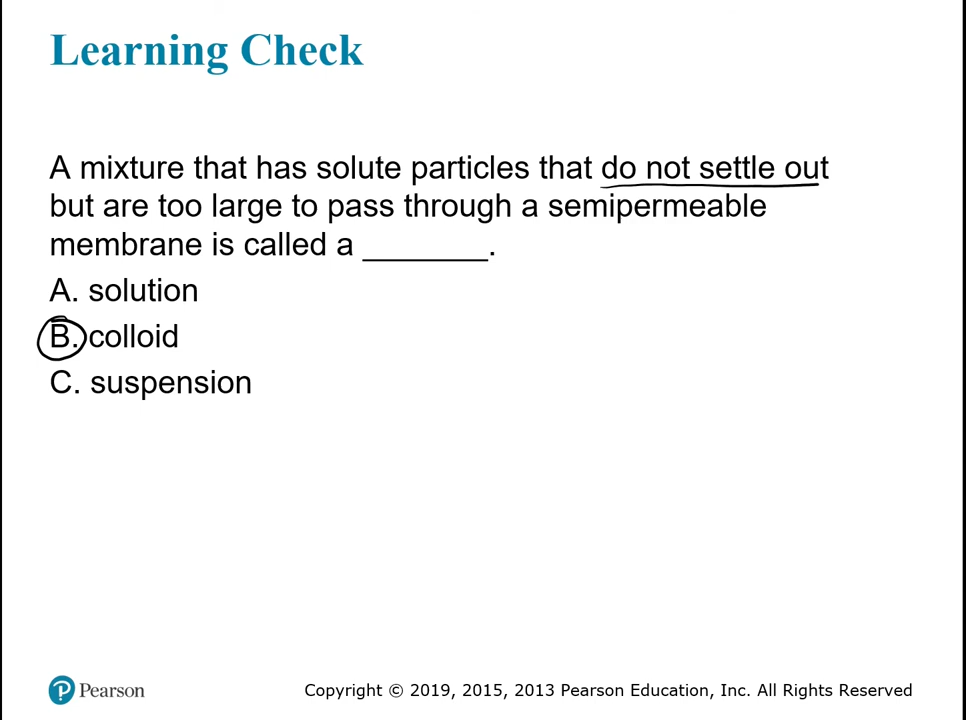 Learning Check
A mixture that has solute particles that do not settle out
but are too large to pass through a semipermeable
membrane is called a ________.
A. solution
B. colloid
C. suspension
Pearson
Copyright © 2019, 2015, 2013 Pearson Education, Inc. All Rights Reserved